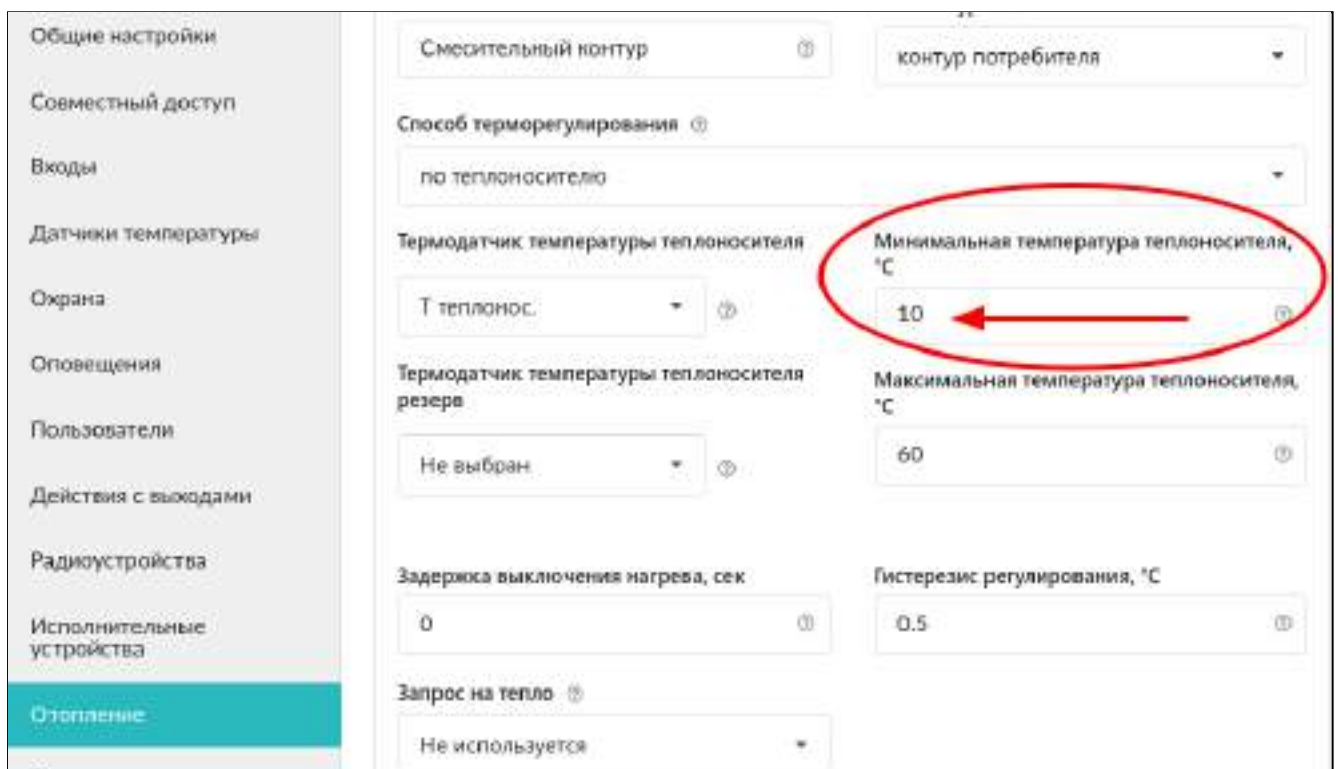 Общие настройки
Совместный доступ
Входы
Датчики температуры
Охрана
Оповещения
Пользователи
Действия с выходами
Радиоустройства
Исполнительные
устройства
Отопление
Смесительный контур
контур потребителя
Способ терморегулирования
по теплоносителю
Термодатчик температуры теплоносителя
Т теплонос.
Минимальная температура теплоносителя,
°C
10
Термодатчик температуры теплоносителя
резерв
Не выбран
Максимальная температура теплоносителя,
°C
60
Задержка выключения нагрева, сек
0
Гистерезис регулирования, °C
0.5
Запрос на тепло
Не используется